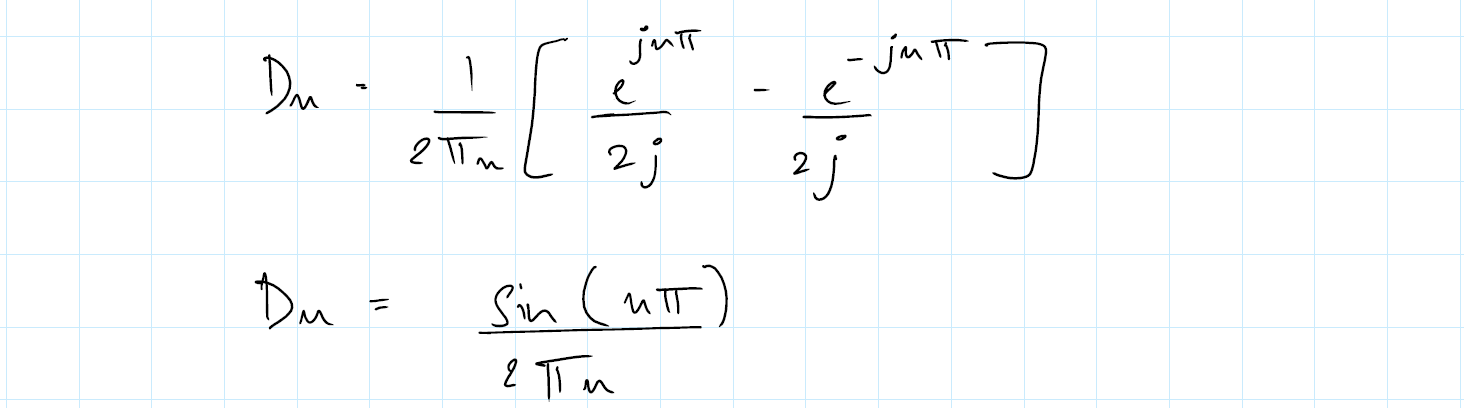 Dn = 1/(2πn) [ e^(jnπ)/(2j) - e^(-jnπ)/(2j) ]
Dn = sin(nπ)/(2πn)